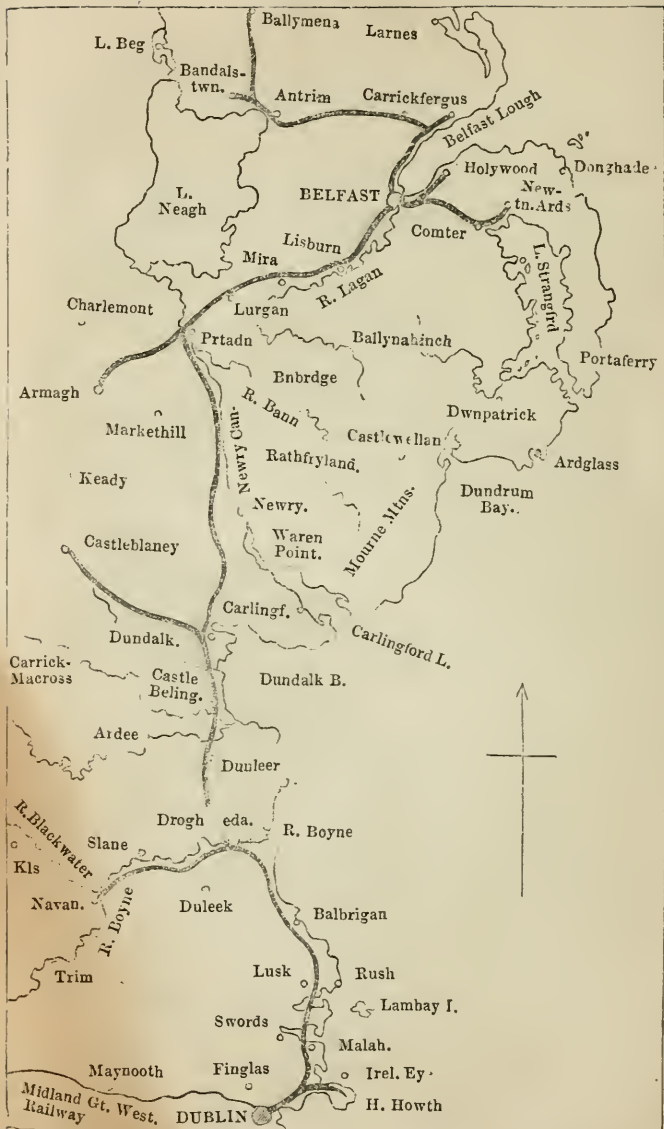 Ballymena
Larnes
L. Beg
Bandals-
twn.
Antrim
Carrickfergus
Belfast Lough
Holywood
Donghade
New-
tn. Ards
BELFAST
L.
Neagh
Comter
Lisburn
Mira
R. Lagan
L. Strangfrd
Lurgan
Charlemont
Prtadn
Ballynahinch
Portaferry
Armagh
Bnbrdge
R. Bann
Dwnpatrick
Markethill
Newry Can.
Castlewellan
Rathfryland.
Ardglass
Keady
Dundrum
Bay.
Newry.
Mourne Mtns.
Waren
Point.
Castleblaney
Carlingf.
Dundalk.
Carlingford L.
Carrick-
Macross
Castle
Beling.
Dundalk B.
Ardee
Dunleer
Drogh eda.
R. Blackwater
Slane
R. Boyne
Kls
Navan.
R. Boyne
Duleek
Balbrigan
Trim
Lusk
Rush
Lambay I.
Swords
Malah.
Maynooth
Finglas
Irel. Ey.
Midland Gt. West.
Railway
DUBLIN
H. Howth